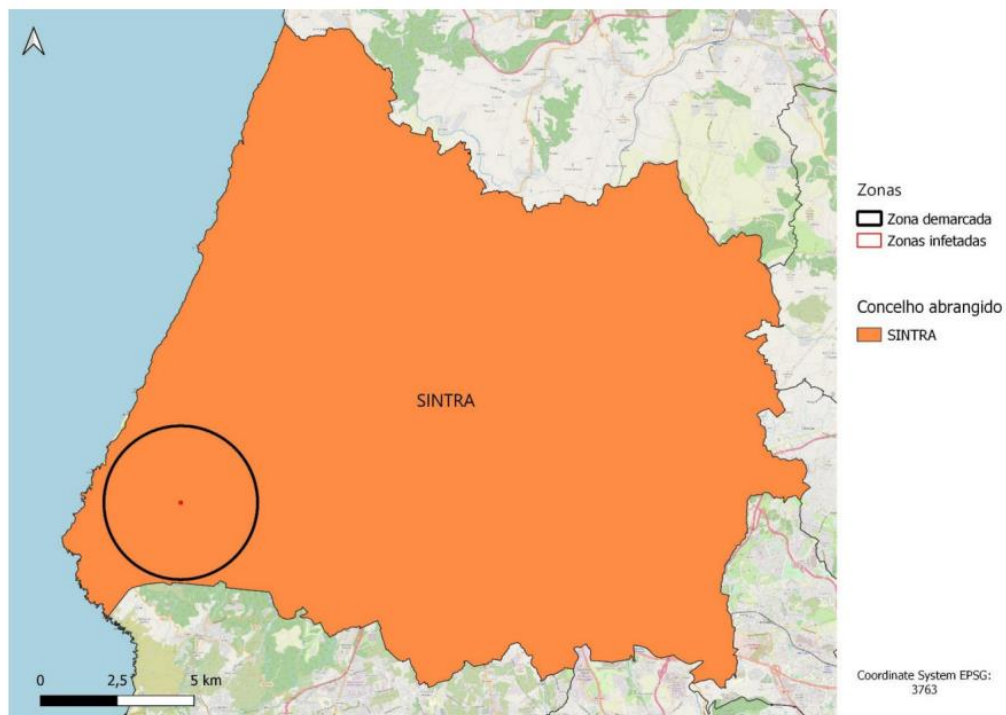 Zonas
Zona demarcada
Zonas infetadas
Concelho abrangido
SINTRA
SINTRA
0 2,5 5 km
Coordinate System EPSG:
3763